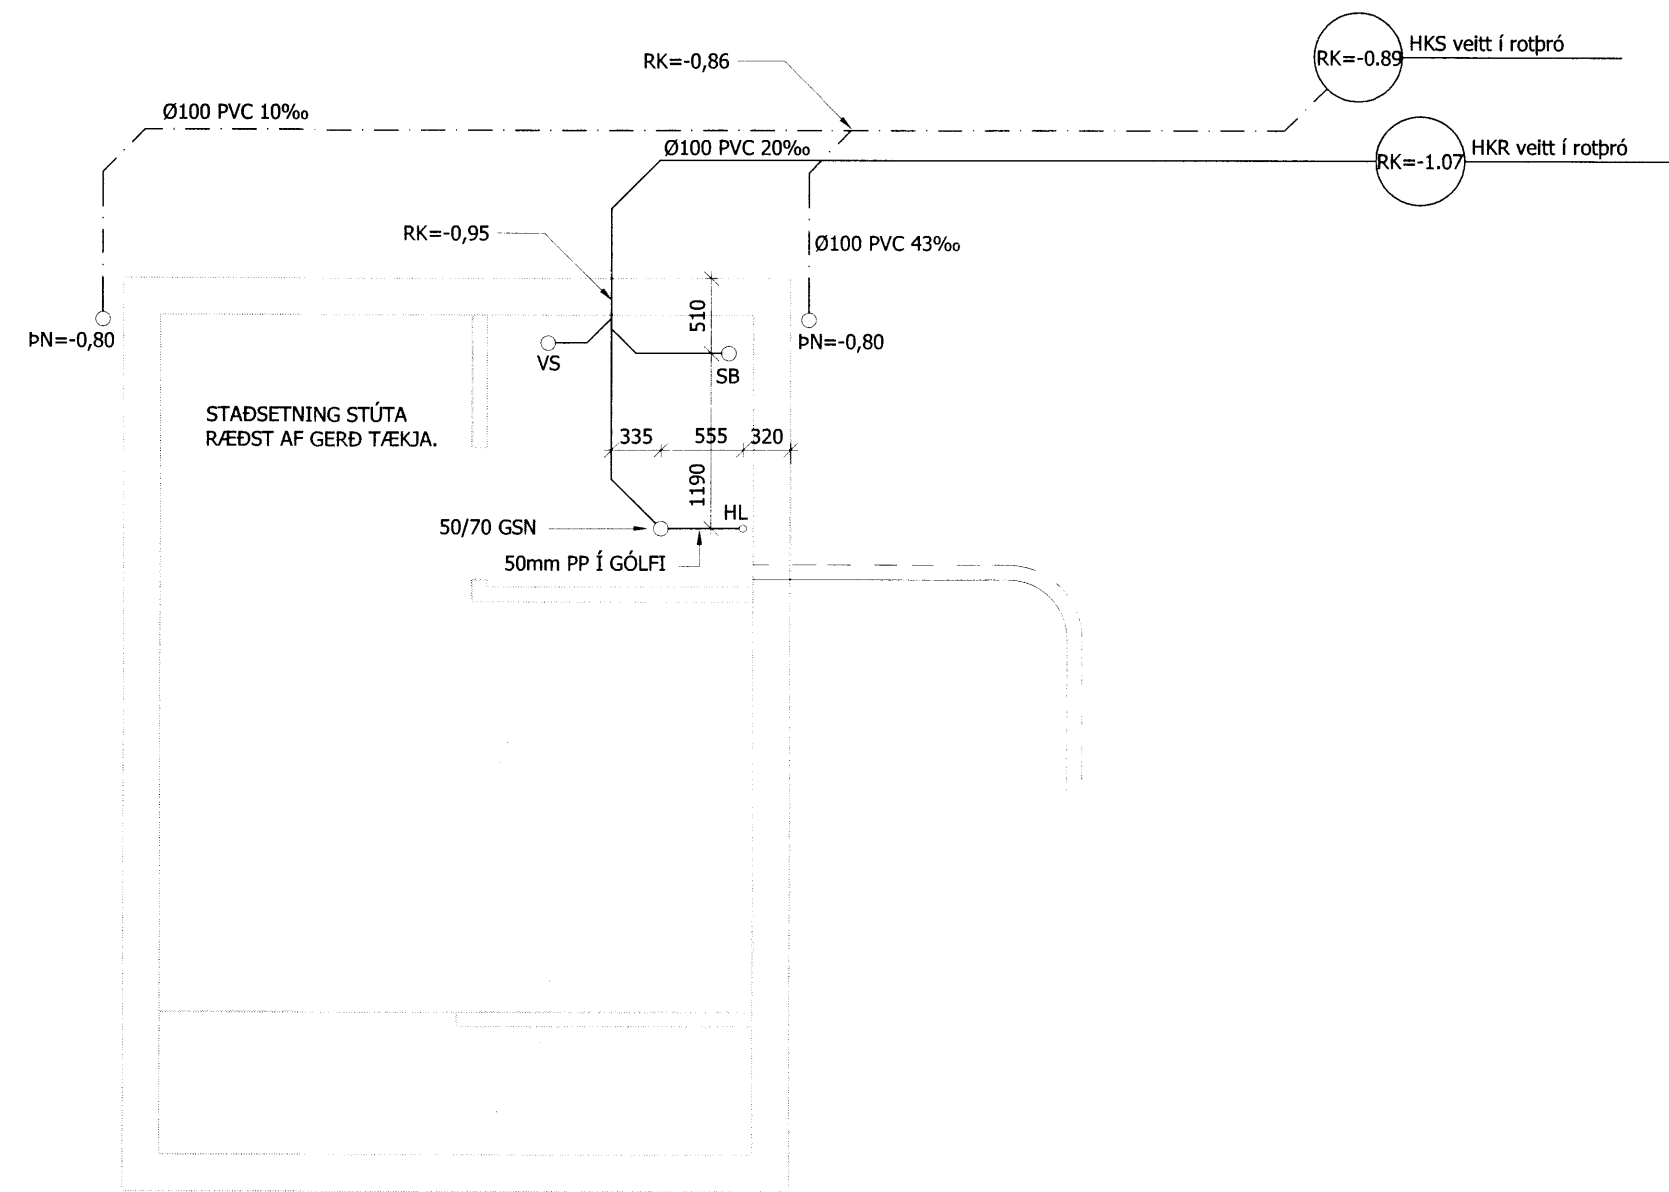 HKS veitt í rotþró
RK=-0.89
RK=-0,86
Ø100 PVC 10‰
Ø100 PVC 20‰
HKR veitt í rotþró
RK=-1.07
RK=-0,95
Ø100 PVC 43‰
510
ÞN=-0,80
ÞN=-0,80
VS
SB
STAÐSETNING STÚTA
RÆÐST AF GERÐ TÆKJA.
335
555
320
1190
HL
50/70 GSN
50mm PP Í GÓLFI